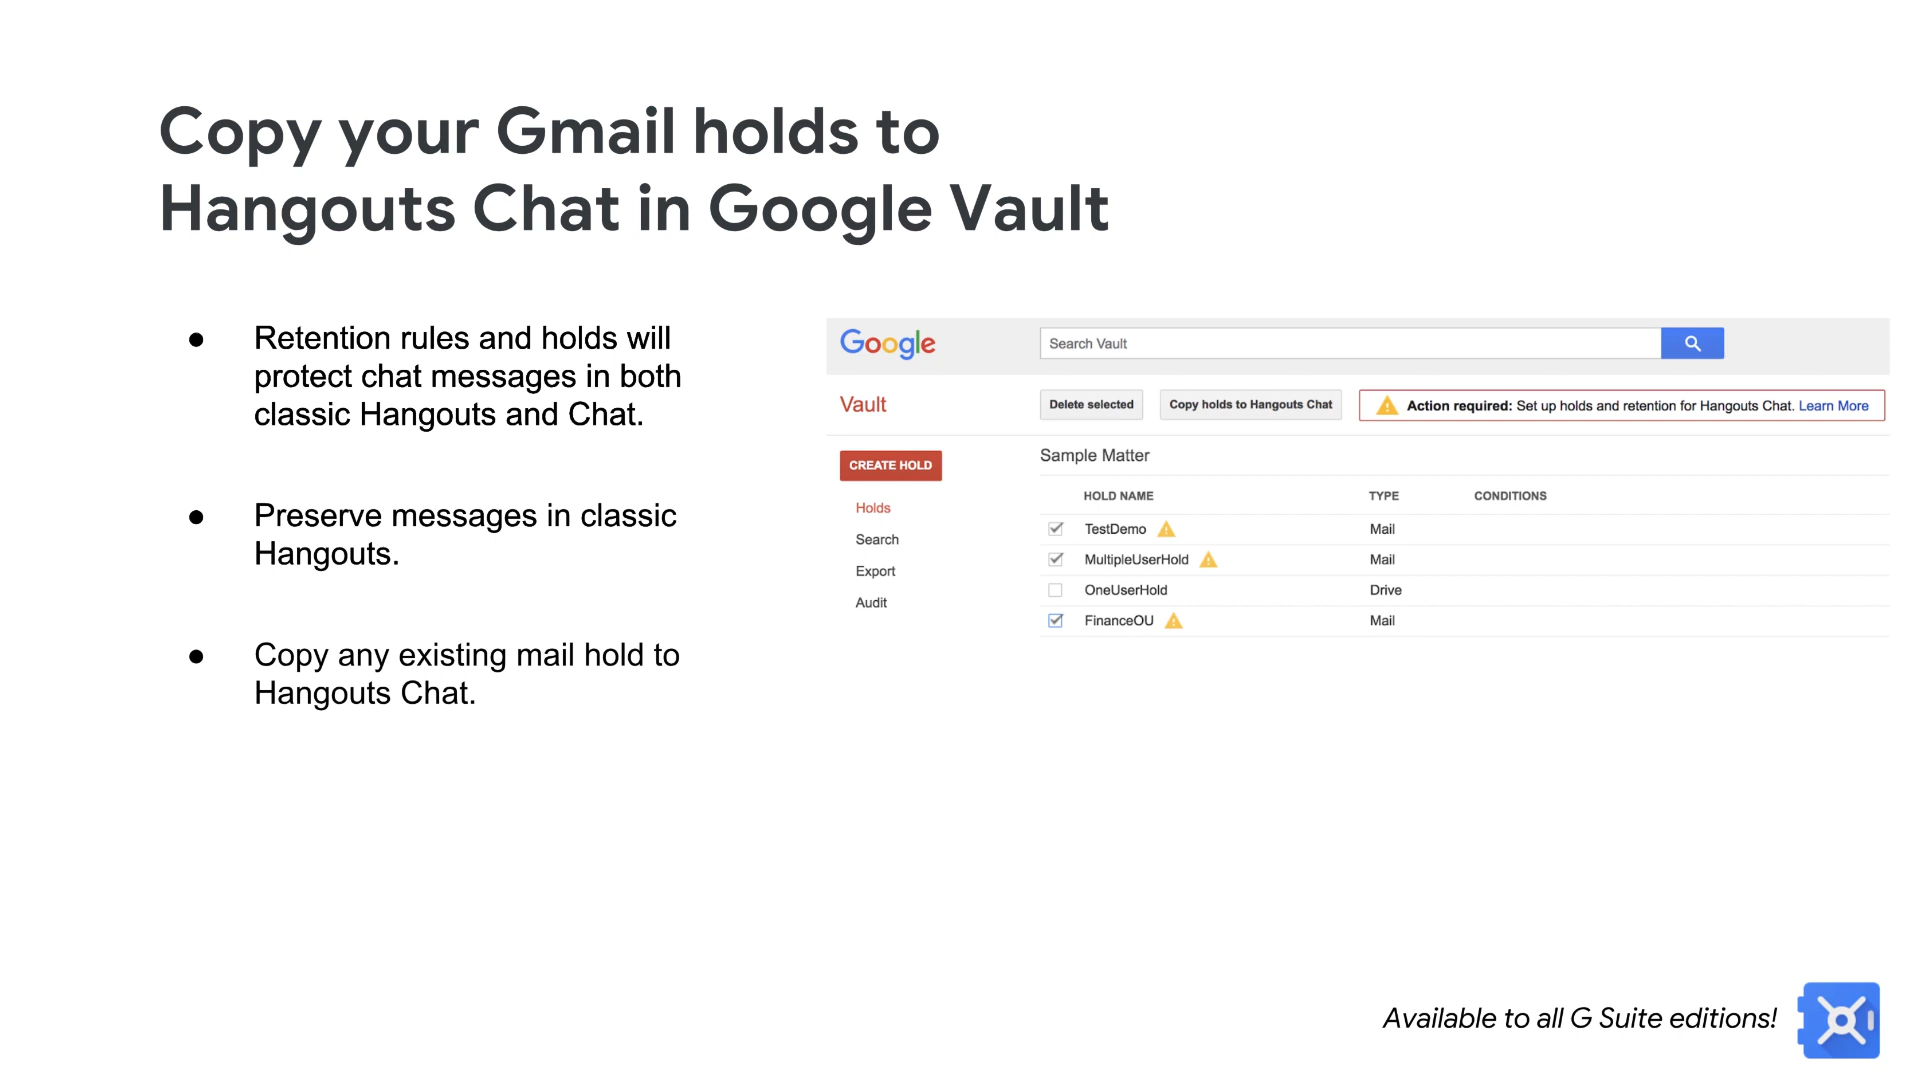 Copy your Gmail holds to
Hangouts Chat in Google Vault
● Retention rules and holds will
protect chat messages in both
classic Hangouts and Chat.
● Preserve messages in classic
Hangouts.
● Copy any existing mail hold to
Hangouts Chat.
Google
Search Vault
Vault
Delete selected
Copy holds to Hangouts Chat
Action required: Set up holds and retention for Hangouts Chat. Learn More
CREATE HOLD
Holds
Search
Export
Audit
Sample Matter
HOLD NAME TYPE CONDITIONS
TestDemo Mail
MultipleUserHold Mail
OneUserHold Drive
FinanceOU Mail
Available to all G Suite editions!